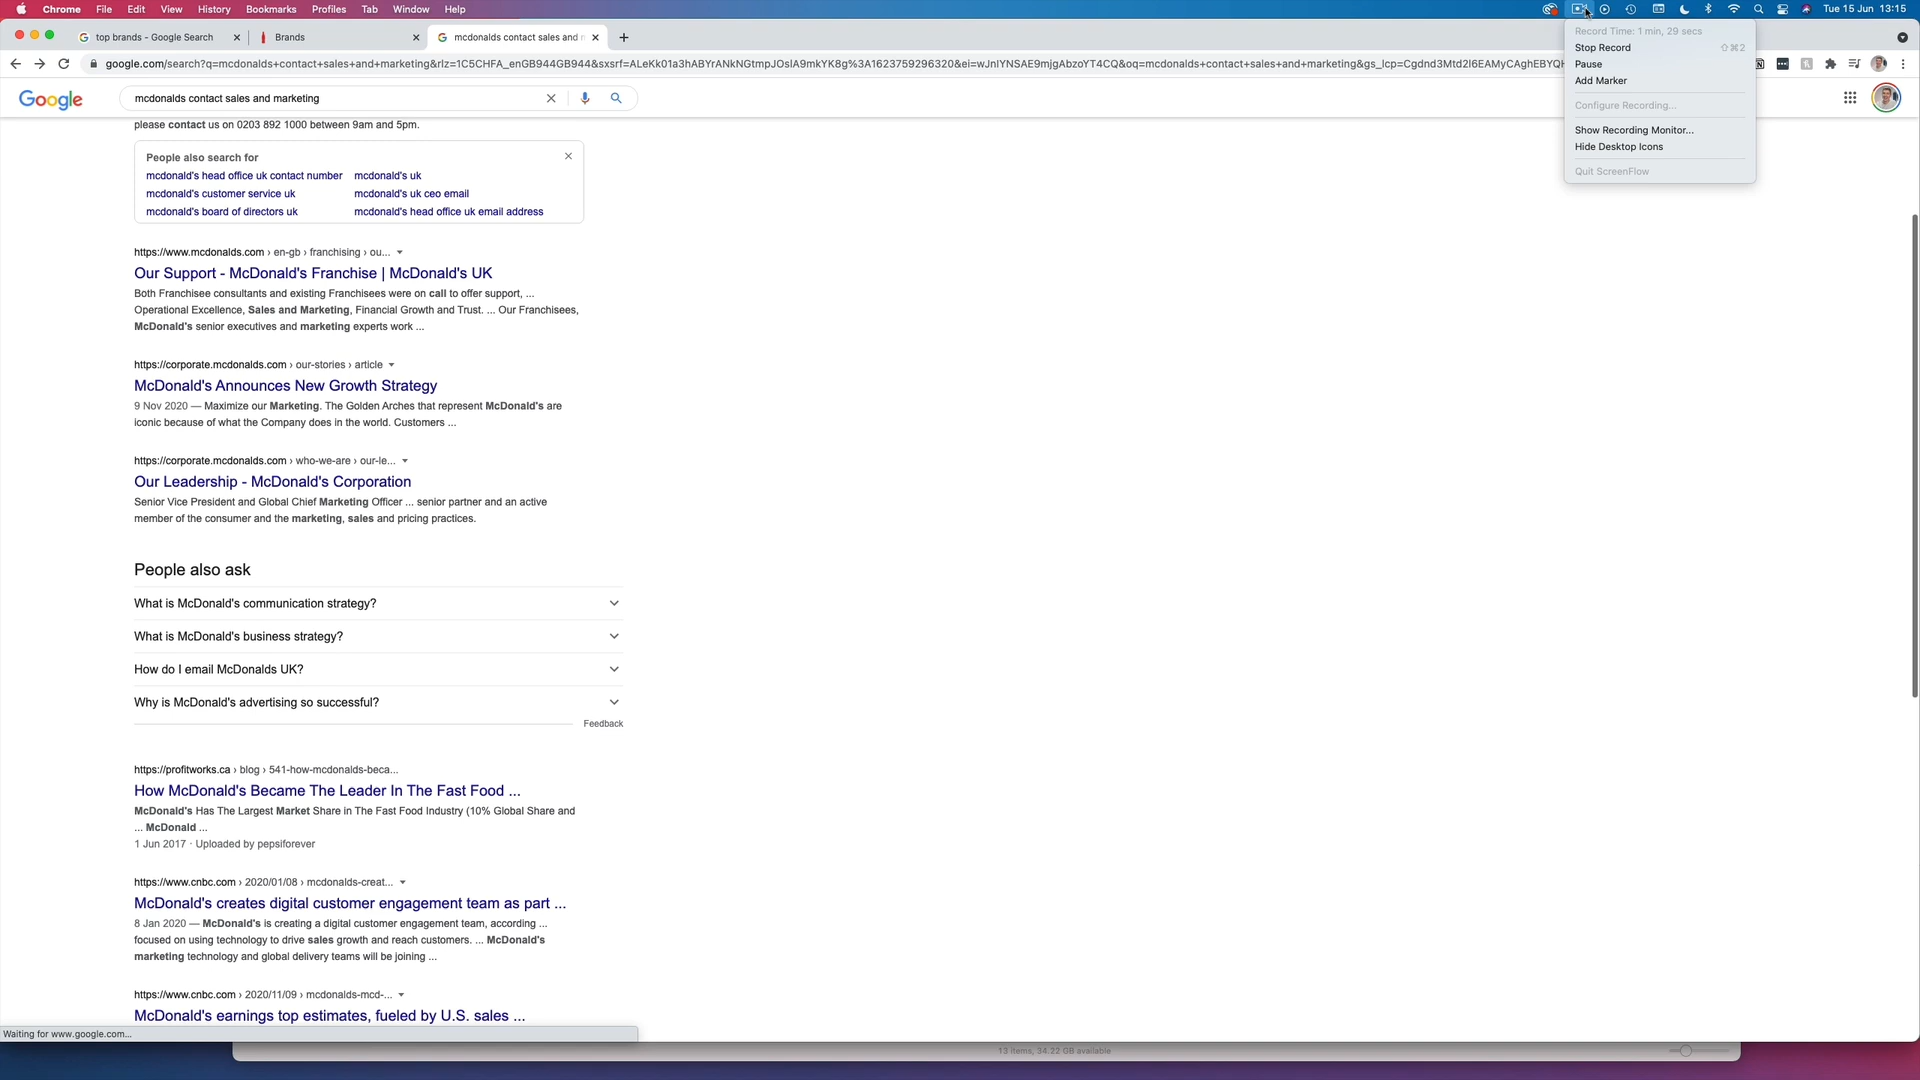 Chrome File Edit View History Bookmarks Profiles Tab Window Help
Tue 15 Jun 13:15
top brands - Google Search
Brands
mcdonalds contact sales and
google.com/search?q=mcdonalds+contact+sales+and+marketing&rlz=1C5CHFA_enGB944GB944&sxsrf=
Record Time: 1 min, 29 secs
Stop Record ⇧⌘2
Pause
Add Marker
Configure Recording...
Show Recording Monitor...
Hide Desktop Icons
Quit ScreenFlow
Google
mcdonalds contact sales and marketing
please contact us on 0203 892 1000 between 9am and 5pm.
People also search for
mcdonald's head office uk contact number mcdonald's uk
mcdonald's customer service uk mcdonald's uk ceo email
mcdonald's board of directors uk mcdonald's head office uk email address
https://www.mcdonalds.com › en-gb › franchising › ou...
Our Support - McDonald's Franchise | McDonald's UK
Both Franchisee consultants and existing Franchisees were on call to offer support, ...
Operational Excellence, Sales and Marketing, Financial Growth and Trust. ... Our Franchisees,
McDonald's senior executives and marketing experts work ...
https://corporate.mcdonalds.com › our-stories › article
McDonald's Announces New Growth Strategy
9 Nov 2020 — Maximize our Marketing. The Golden Arches that represent McDonald's are
iconic because of what the Company does in the world. Customers ...
https://corporate.mcdonalds.com › who-we-are › our-le...
Our Leadership - McDonald's Corporation
Senior Vice President and Global Chief Marketing Officer ... senior partner and an active
member of the consumer and the marketing, sales and pricing practices.
People also ask
What is McDonald's communication strategy?
What is McDonald's business strategy?
How do I email McDonalds UK?
Why is McDonald's advertising so successful?
Feedback
https://profitworks.ca › blog › 541-how-mcdonalds-beca...
How McDonald's Became The Leader In The Fast Food ...
McDonald's Has The Largest Market Share in The Fast Food Industry (10% Global Share and
... McDonald ...
1 Jun 2017 · Uploaded by pepsiforever
https://www.cnbc.com › 2020/01/08 › mcdonalds-creat...
McDonald's creates digital customer engagement team as part ...
8 Jan 2020 — McDonald's is creating a digital customer engagement team, according ...
focused on using technology to drive sales growth and reach customers. ... McDonald's
marketing technology and global delivery teams will be joining ...
https://www.cnbc.com › 2020/11/09 › mcdonalds-mcd-...
McDonald's earnings top estimates, fueled by U.S. sales ...
Waiting for www.google.com...
13 items, 34.22 GB available